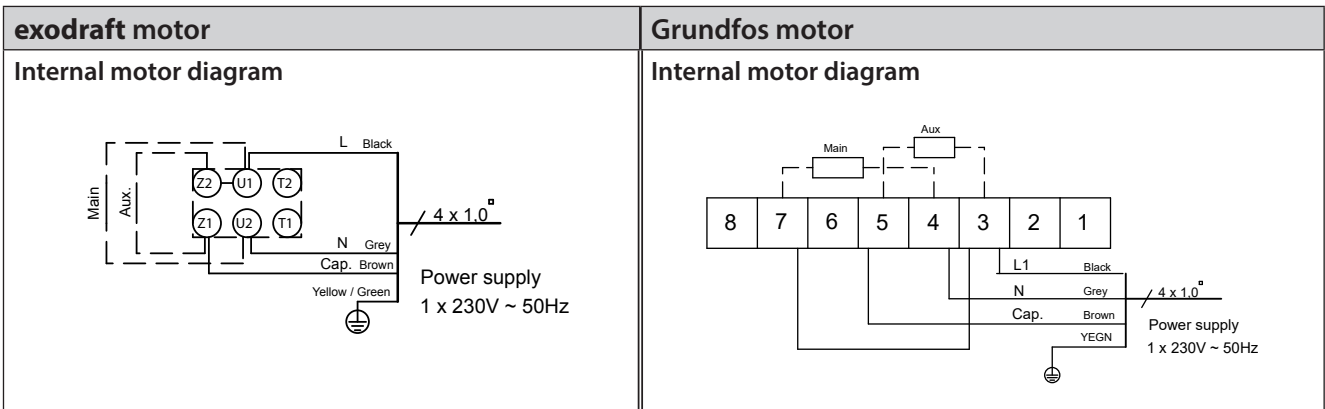 exodraft motor
Internal motor diagram
L Black
Z2 U1 T2
Main
Aux.
Z1 U2 T1
4 x 1,0¤
N Grey
Cap. Brown
Yellow / Green
Power supply
1 x 230V ~ 50Hz
Grundfos motor
Internal motor diagram
Aux
Main
8 7 6 5 4 3 2 1
L1 Black
N Grey
4 x 1,0¤
Cap. Brown
Power supply
YEGN
1 x 230V ~ 50Hz